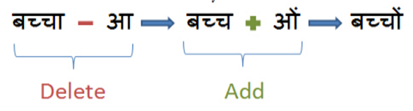 बच्चा − आ → बच्च + ओं → बच्चों
Delete Add